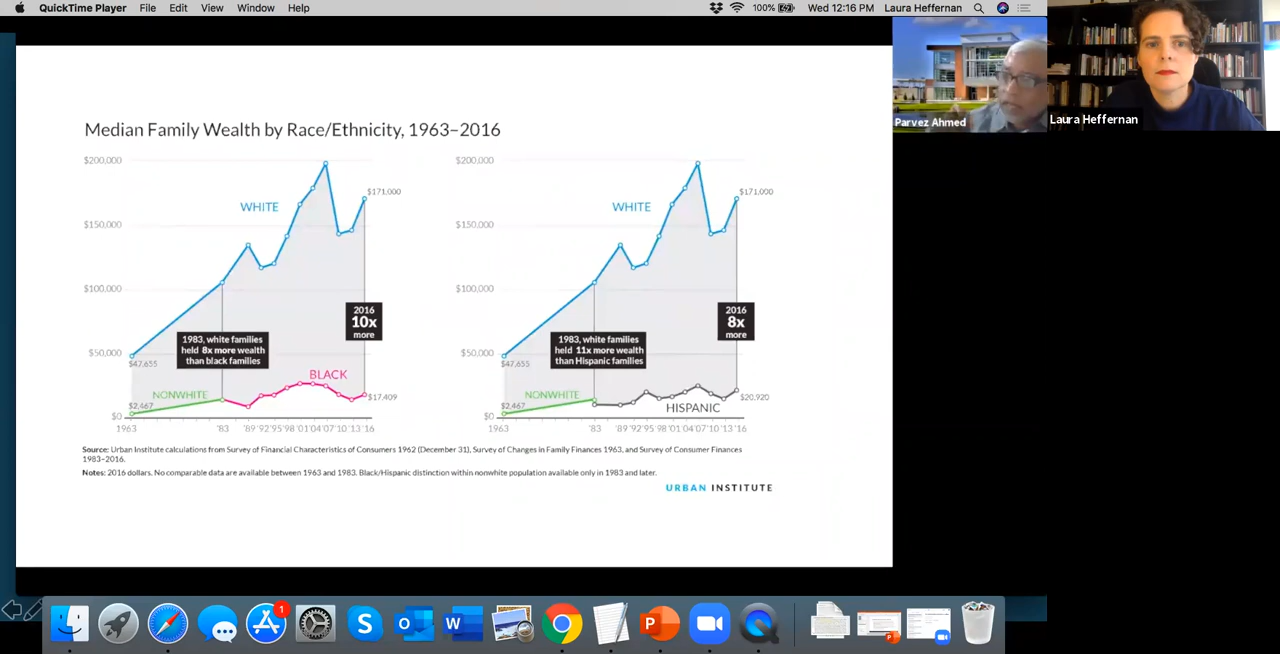 QuickTime Player File Edit View Window Help 100% Wed 12:16 PM Laura Heffernan
Parvez Ahmed
Laura Heffernan
Median Family Wealth by Race/Ethnicity, 1963–2016
$200,000
$150,000
$100,000
$50,000
$0
WHITE
$171,000
2016
10x
more
1983, white families
held 8x more wealth
than black families
$47,655
BLACK
NONWHITE
$2,467
$17,409
1963 '83 '89 '92 '95 '98 '01 '04 '07 '10 '13 '16
$200,000
$150,000
$100,000
$50,000
$0
WHITE
$171,000
2016
8x
more
1983, white families
held 11x more wealth
than Hispanic families
$47,655
NONWHITE
$2,467
$20,920
HISPANIC
1963 '83 '89 '92 '95 '98 '01 '04 '07 '10 '13 '16
Source: Urban Institute calculations from Survey of Financial Characteristics of Consumers 1962 (December 31), Survey of Changes in Family Finances 1963, and Survey of Consumer Finances
1983–2016.
Notes: 2016 dollars. No comparable data are available between 1963 and 1983. Black/Hispanic distinction within nonwhite population available only in 1983 and later.
URBAN INSTITUTE
1
S
O
W
P